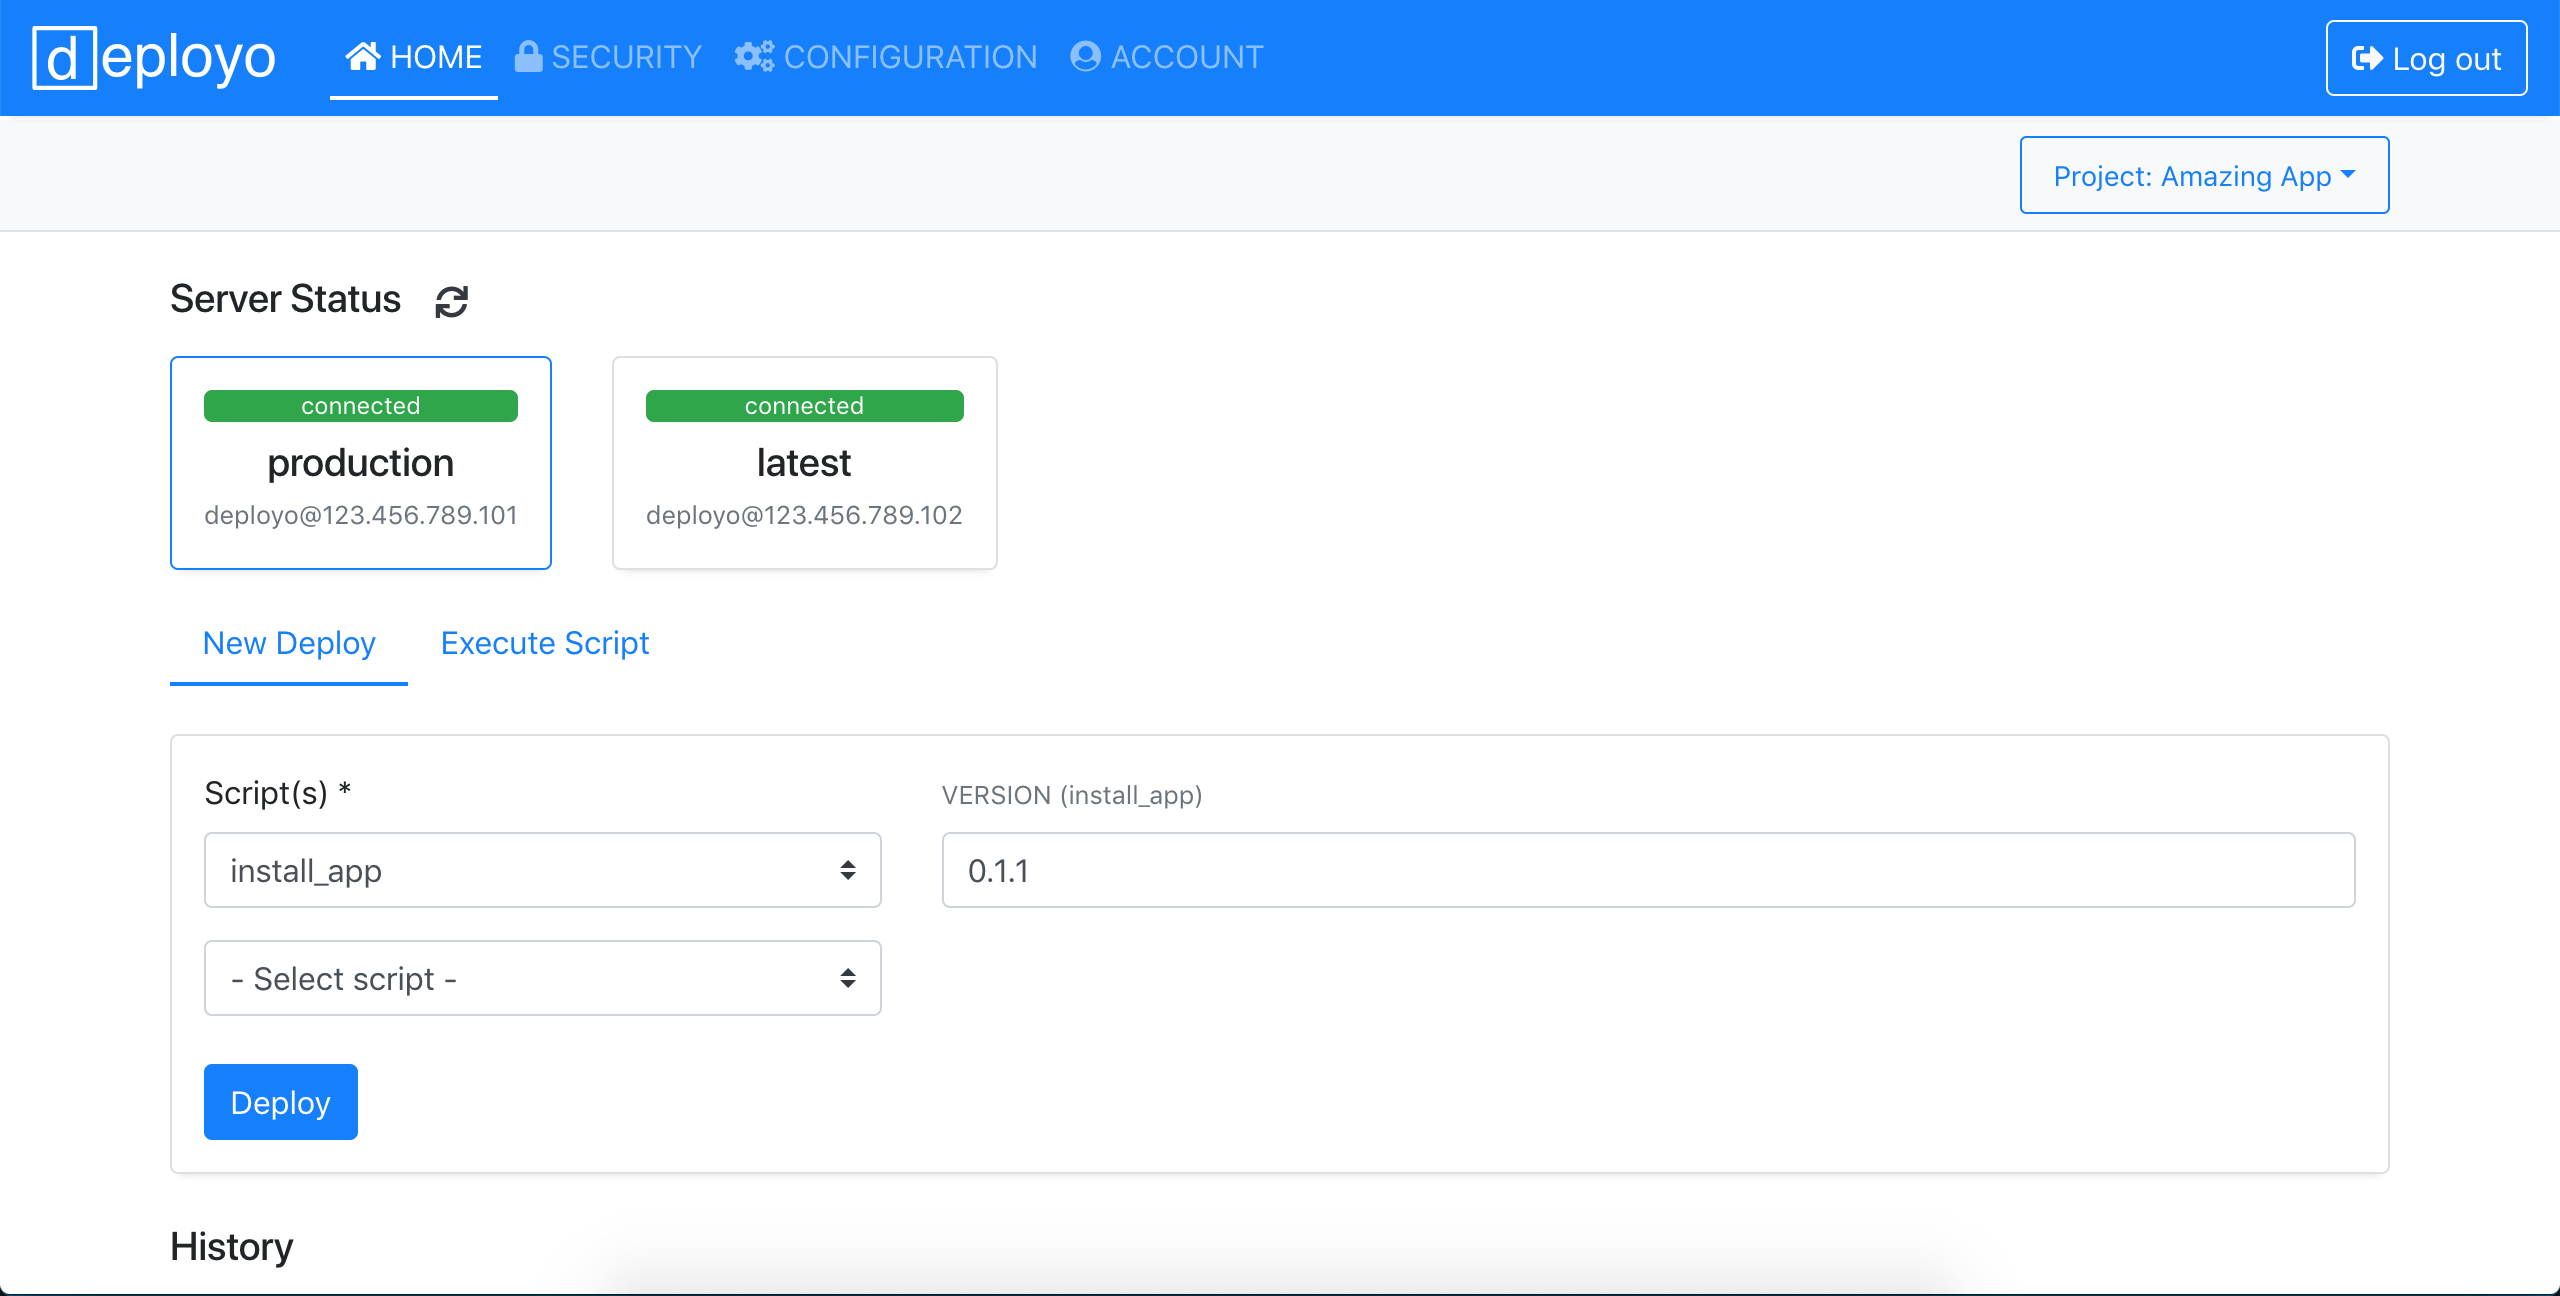 deployo HOME SECURITY CONFIGURATION ACCOUNT Log out
Project: Amazing App
Server Status
connected
production
deployo@123.456.789.101
connected
latest
deployo@123.456.789.102
New Deploy Execute Script
Script(s) *
install_app
VERSION (install_app)
0.1.1
- Select script -
Deploy
History